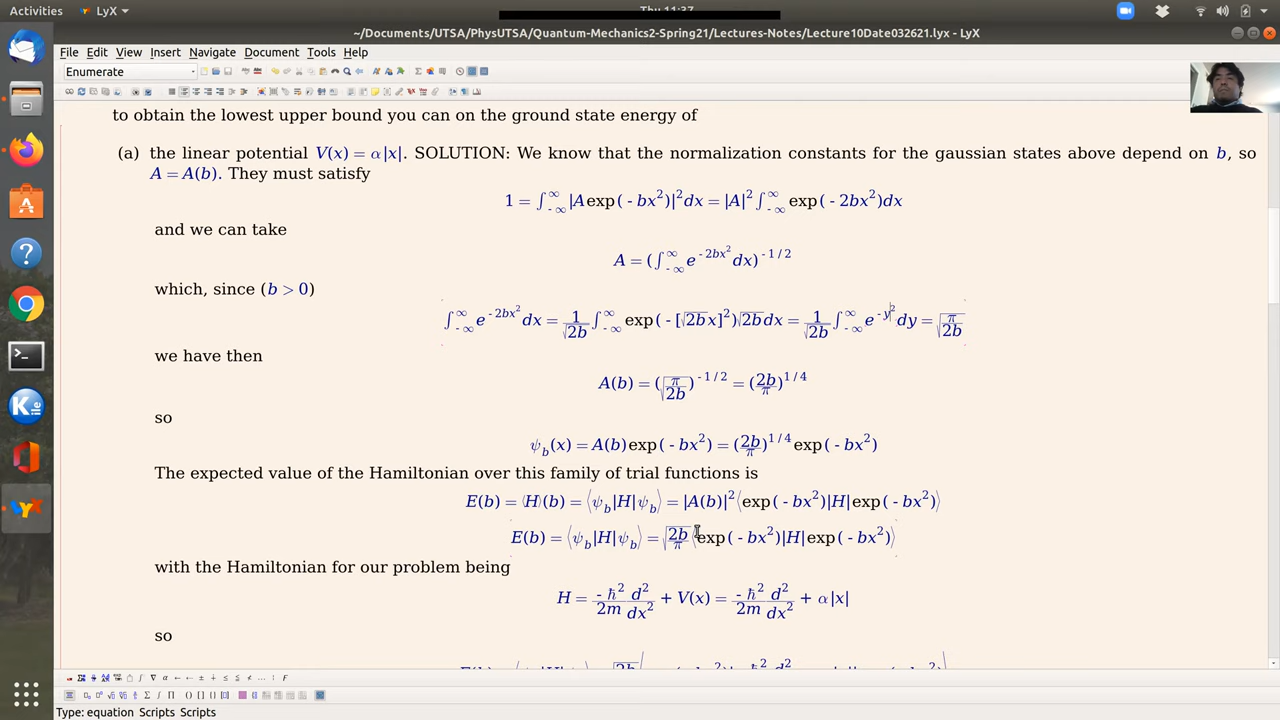 Activities LyX Thu 11:37
~/Documents/UTSA/PhysUTSA/Quantum-Mechanics2-Spring21/Lectures-Notes/Lecture10Date032621.lyx - LyX
File Edit View Insert Navigate Document Tools Help
Enumerate
to obtain the lowest upper bound you can on the ground state energy of
(a) the linear potential V(x) = α|x|. SOLUTION: We know that the normalization constants for the gaussian states above depend on b, so
A = A(b). They must satisfy
1 = ∫_{-∞}^{∞} |A exp( - bx²)|² dx = |A|² ∫_{-∞}^{∞} exp( - 2bx²)dx
and we can take
A = (∫_{-∞}^{∞} e^{-2bx²} dx)^{-1/2}
which, since (b > 0)
∫_{-∞}^{∞} e^{-2bx²} dx = 1/√2b ∫_{-∞}^{∞} exp( - [√2b x]²)√2b dx = 1/√2b ∫_{-∞}^{∞} e^{-y²} dy = √(π/2b)
we have then
A(b) = (√(π/2b))^{-1/2} = (2b/π)^{1/4}
so
ψ_b(x) = A(b)exp( - bx²) = (2b/π)^{1/4} exp( - bx²)
The expected value of the Hamiltonian over this family of trial functions is
E(b) = ⟨H⟩(b) = ⟨ψ_b|H|ψ_b⟩ = |A(b)|²⟨exp( - bx²)|H|exp( - bx²)⟩
E(b) = ⟨ψ_b|H|ψ_b⟩ = √(2b/π)⟨exp( - bx²)|H|exp( - bx²)⟩
with the Hamiltonian for our problem being
H = -ℏ²/2m d²/dx² + V(x) = -ℏ²/2m d²/dx² + α|x|
so
Type: equation Scripts Scripts